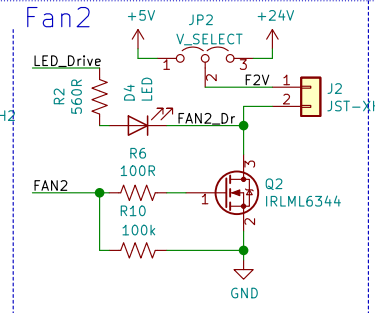 Fan2
+5V
JP2
+24V
V_SELECT
1
3
2
LED_Drive
F2V
1
J2
2
JST-XH
R2
560R
D4
LED
H2
FAN2_Dr
R6
100R
3
Q2
FAN2
1
IRLML6344
R10
100k
2
GND